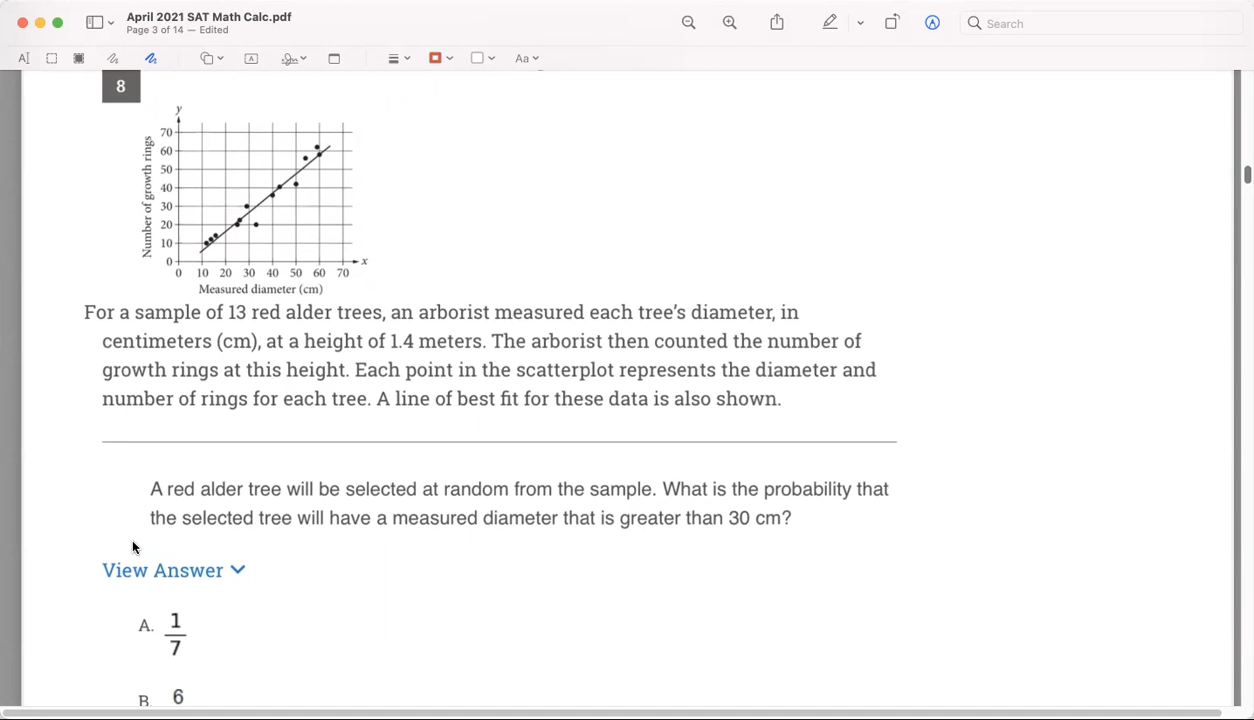 April 2021 SAT Math Calc.pdf
Page 3 of 14 — Edited
Search
A
Aa
8
y
70
60
50
40
30
20
10
0
Number of growth rings
x
0 10 20 30 40 50 60 70
Measured diameter (cm)
For a sample of 13 red alder trees, an arborist measured each tree’s diameter, in
centimeters (cm), at a height of 1.4 meters. The arborist then counted the number of
growth rings at this height. Each point in the scatterplot represents the diameter and
number of rings for each tree. A line of best fit for these data is also shown.
A red alder tree will be selected at random from the sample. What is the probability that
the selected tree will have a measured diameter that is greater than 30 cm?
View Answer
A. 1
7
B. 6